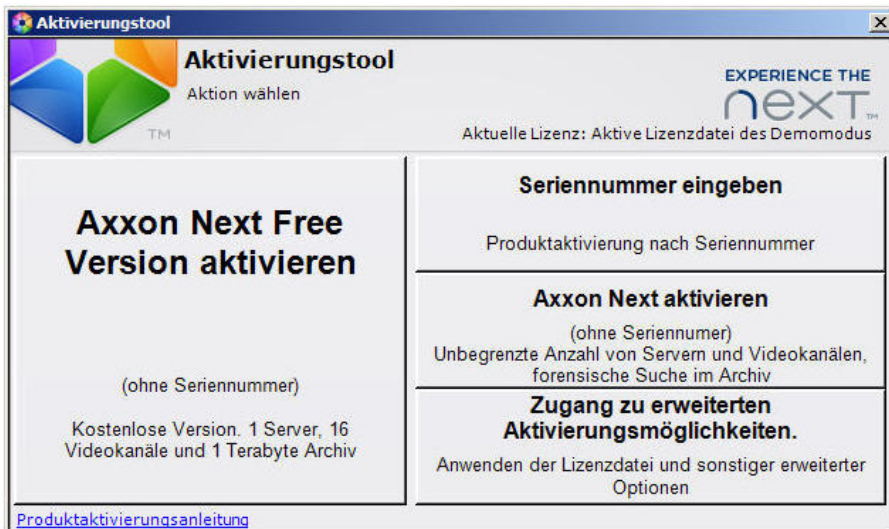 Aktivierungstool
Aktivierungstool
Aktion wählen
TM
EXPERIENCE THE
next TM
Aktuelle Lizenz: Aktive Lizenzdatei des Demomodus
Axxon Next Free
Version aktivieren
(ohne Seriennummer)
Kostenlose Version. 1 Server, 16
Videokanäle und 1 Terabyte Archiv
Seriennummer eingeben
Produktaktivierung nach Seriennummer
Axxon Next aktivieren
(ohne Seriennumer)
Unbegrenzte Anzahl von Servern und Videokanälen,
forensische Suche im Archiv
Zugang zu erweiterten
Aktivierungsmöglichkeiten.
Anwenden der Lizenzdatei und sonstiger erweiterter
Optionen
Produktaktivierungsanleitung